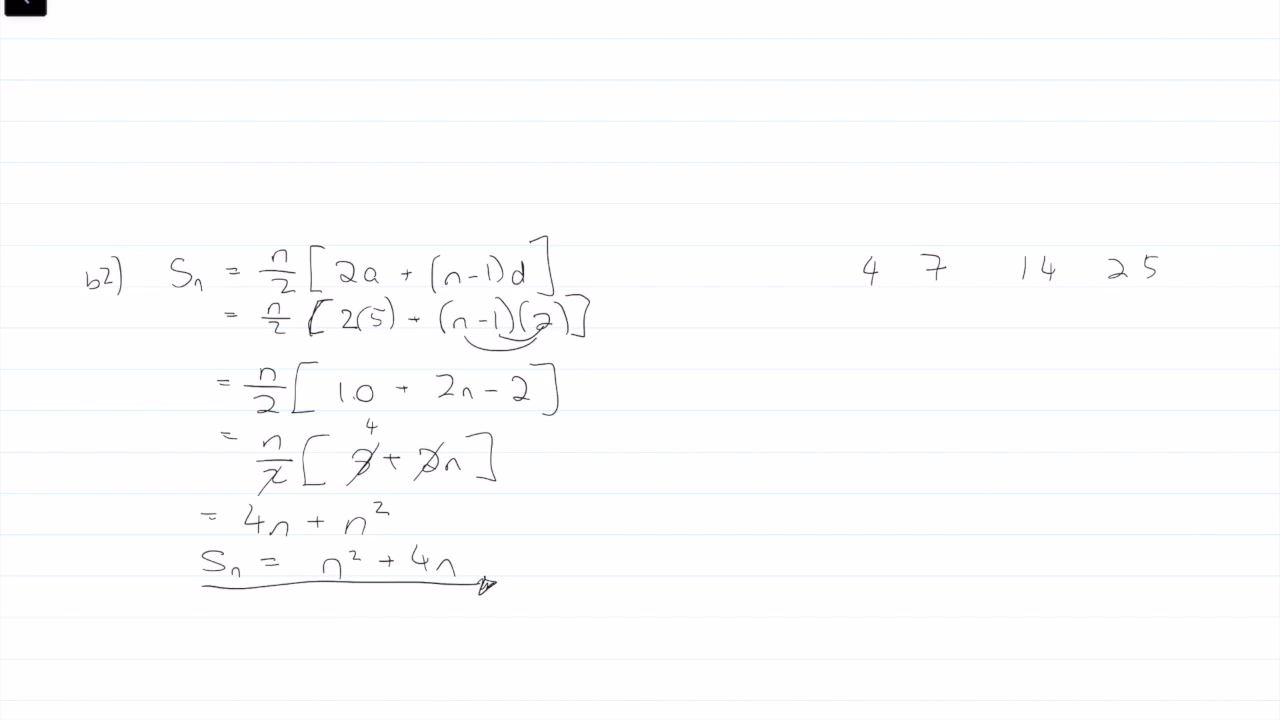 b2) Sₙ = n/2 [ 2a + (n-1)d ]
4 7 14 25
= n/2 [ 2(5) + (n-1)(2) ]
= n/2 [ 10 + 2n - 2 ]
4
= n/2 [ 8 + 2n ]
= 4n + n²
Sₙ = n² + 4n